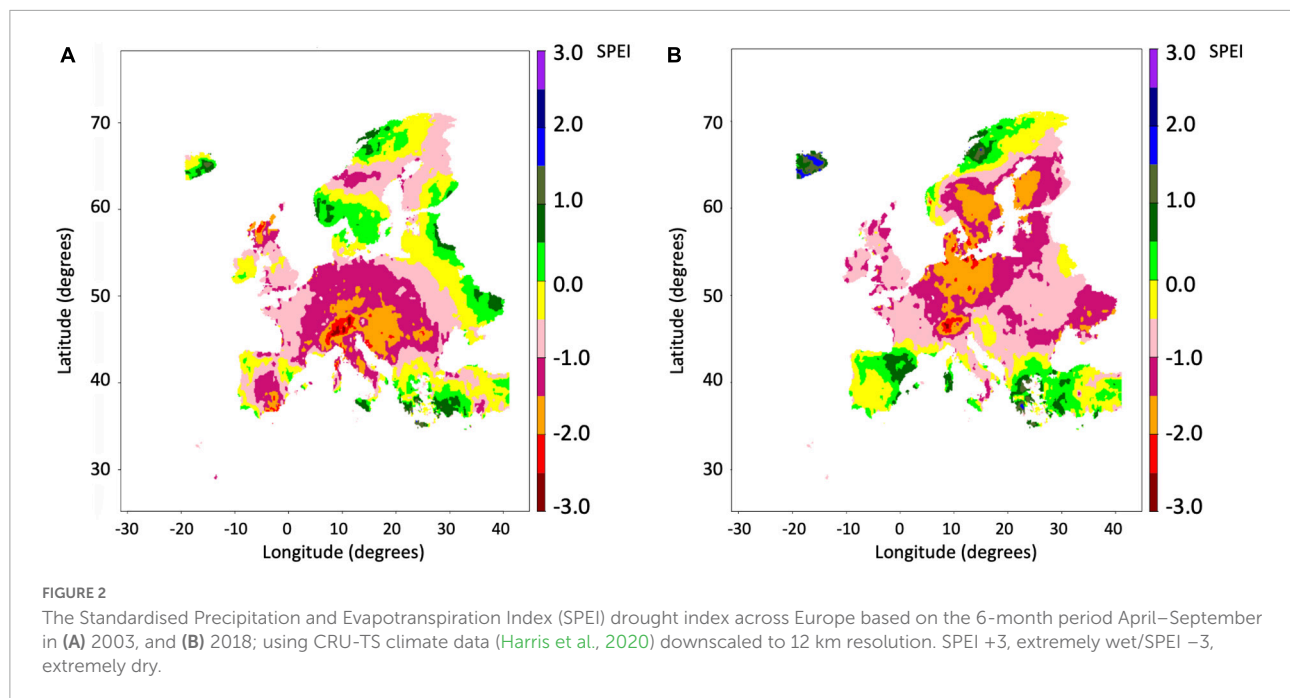 A
3.0 SPEI
2.0
1.0
0.0
-1.0
-2.0
-3.0
70
60
50
40
30
Latitude (degrees)
-30 -20 -10 0 10 20 30 40
Longitude (degrees)
B
3.0 SPEI
2.0
1.0
0.0
-1.0
-2.0
-3.0
70
60
50
40
30
Latitude (degrees)
-30 -20 -10 0 10 20 30 40
Longitude (degrees)
FIGURE 2
The Standardised Precipitation and Evapotranspiration Index (SPEI) drought index across Europe based on the 6-month period April–September
in (A) 2003, and (B) 2018; using CRU-TS climate data (Harris et al., 2020) downscaled to 12 km resolution. SPEI +3, extremely wet/SPEI −3,
extremely dry.